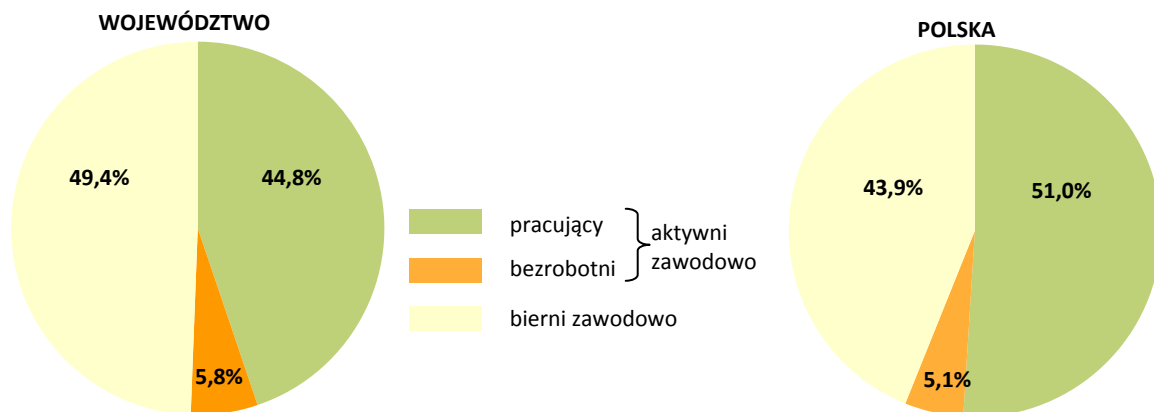 WOJEWÓDZTWO
49,4%
44,8%
5,8%
pracujący
bezrobotni
aktywni
zawodowo
bierni zawodowo
POLSKA
43,9%
51,0%
5,1%